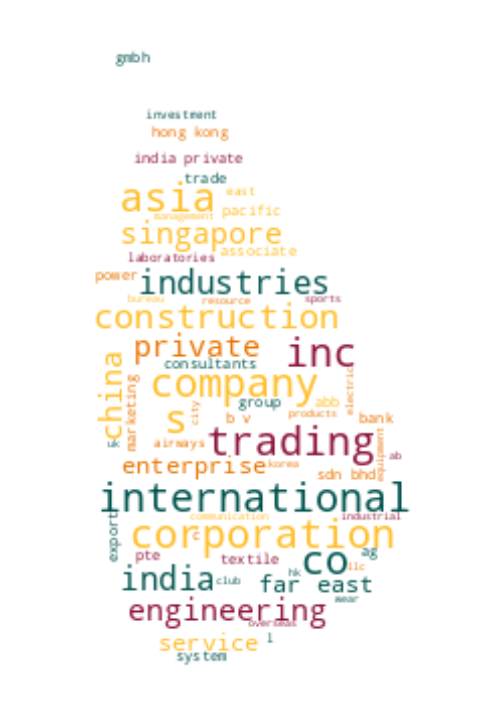 gmbh
investment
hong kong
india private
trade
asia
east
pacific
management
singapore
associate
laboratories
power
industries
bureau
resource
sports
construction
private
inc
consultants
china
company
electric
marketing
group
abb
s
city
b v
products
bank
uk
airways
trading
equipment
ab
enterprise
korea
sdn bhd
international
communication
industrial
export
corporation
c
pte
textile
co
ag
llc
hk
india
club
far east
wear
engineering
overseas
service
l
system